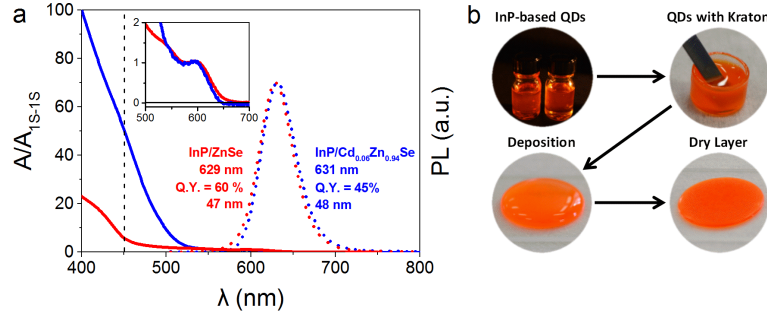 a
A/A1S-1S
100
80
60
40
20
0
400
500
600
700
800
λ (nm)
2
1
0
500
600
700
InP/ZnSe
629 nm
Q.Y. = 60 %
47 nm
InP/Cd0.06Zn0.94Se
631 nm
Q.Y. = 45%
48 nm
PL (a.u.)
b
InP-based QDs
QDs with Kraton
Deposition
Dry Layer